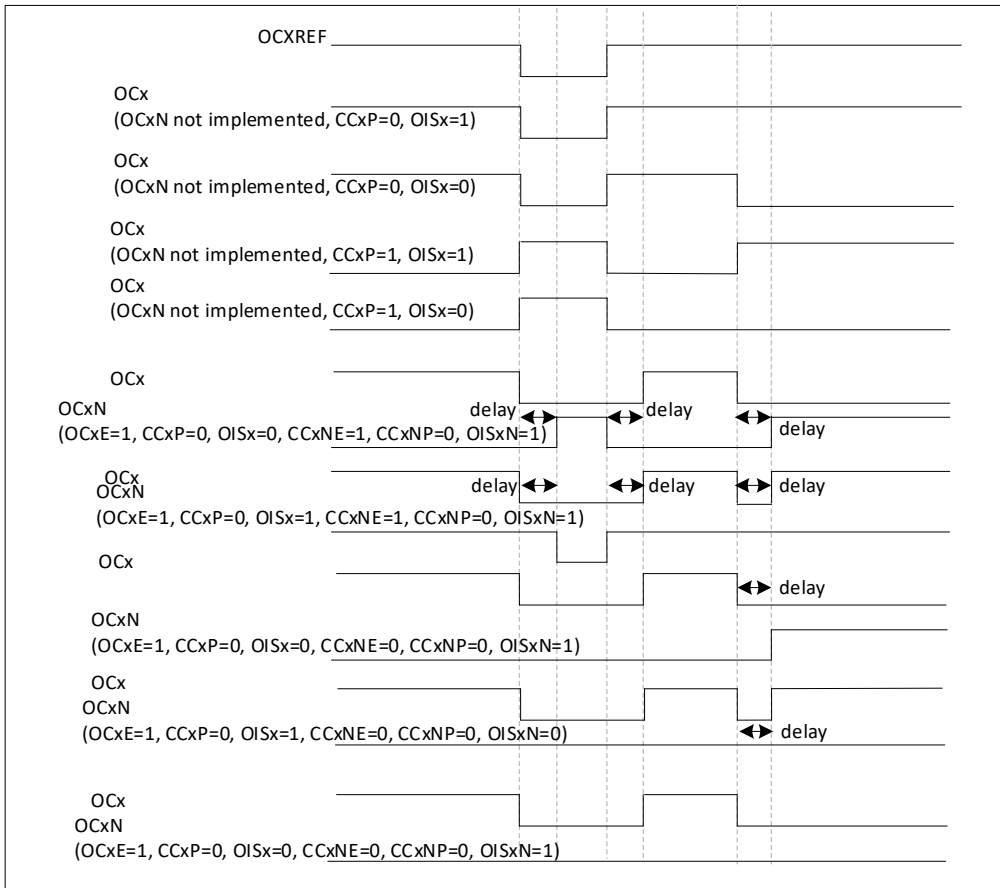 OCXREF
OCx
(OCxN not implemented, CCxP=0, OISx=1)
OCx
(OCxN not implemented, CCxP=0, OISx=0)
OCx
(OCxN not implemented, CCxP=1, OISx=1)
OCx
(OCxN not implemented, CCxP=1, OISx=0)
OCx
OCxN
delay
delay
(OCxE=1, CCxP=0, OISx=0, CCxNE=1, CCxNP=0, OISxN=1)
delay
OCx
delay
delay
delay
OCxN
(OCxE=1, CCxP=0, OISx=1, CCxNE=1, CCxNP=0, OISxN=1)
OCx
delay
OCxN
(OCxE=1, CCxP=0, OISx=0, CCxNE=0, CCxNP=0, OISxN=1)
OCx
OCxN
(OCxE=1, CCxP=0, OISx=1, CCxNE=0, CCxNP=0, OISxN=0)
delay
OCx
OCxN
(OCxE=1, CCxP=0, OISx=0, CCxNE=0, CCxNP=0, OISxN=1)